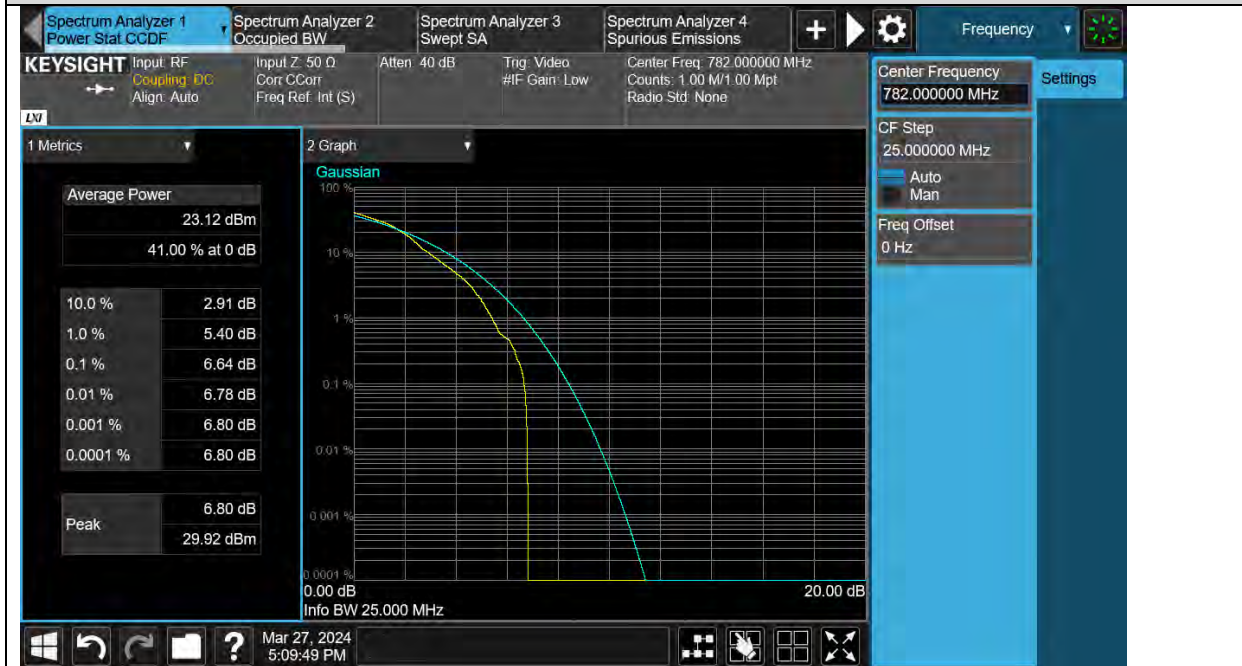 Spectrum Analyzer 1
Power Stat CCDF
Spectrum Analyzer 2
Occupied BW
Spectrum Analyzer 3
Swept SA
Spectrum Analyzer 4
Spurious Emissions
+
Frequency
KEYSIGHT
LXI
Input: RF
Coupling: DC
Align: Auto
Input Z: 50 Ω
Corr CCorr
Freq Ref: Int (S)
Atten: 40 dB
Trig: Video
#IF Gain: Low
Center Freq: 782.000000 MHz
Counts: 1.00 M/1.00 Mpt
Radio Std: None
Center Frequency
782.000000 MHz
Settings
CF Step
25.000000 MHz
Auto
Man
Freq Offset
0 Hz
1 Metrics
Average Power
23.12 dBm
41.00 % at 0 dB
10.0 % 2.91 dB
1.0 % 5.40 dB
0.1 % 6.64 dB
0.01 % 6.78 dB
0.001 % 6.80 dB
0.0001 % 6.80 dB
Peak
6.80 dB
29.92 dBm
2 Graph
Gaussian
100 %
10 %
1 %
0.1 %
0.01 %
0.001 %
0.0001 %
0.00 dB 20.00 dB
Info BW 25.000 MHz
?
Mar 27, 2024
5:09:49 PM